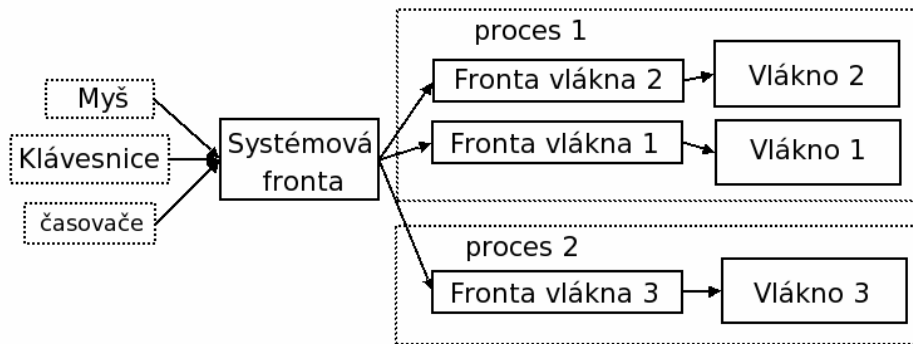 Myš
Klávesnice
časovače
Systémová
fronta
proces 1
Fronta vlákna 2
Vlákno 2
Fronta vlákna 1
Vlákno 1
proces 2
Fronta vlákna 3
Vlákno 3